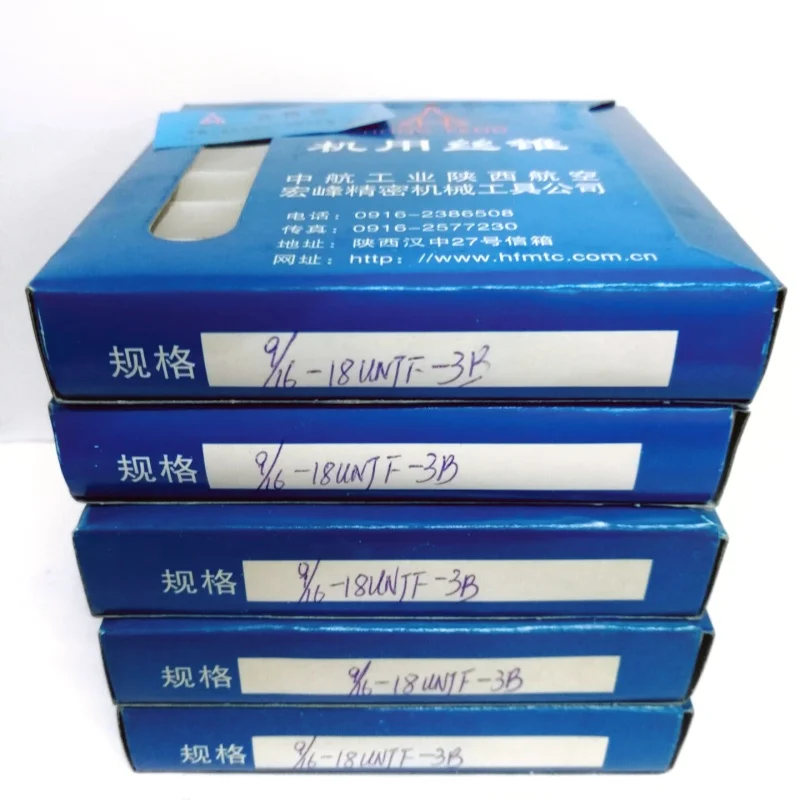 机用丝锥
中航工业陕西航空
宏峰精密机械工具公司
电话：0916-2386508
传真：0916-2577230
地址：陕西汉中27号信箱
网址：http：//www.hfmtc.com.cn
规格 9/16-18UNJF-3B
规格 9/16-18UNJF-3B
规格 9/16-18UNJF-3B
规格 9/16-18UNJF-3B
规格 9/16-18UNJF-3B